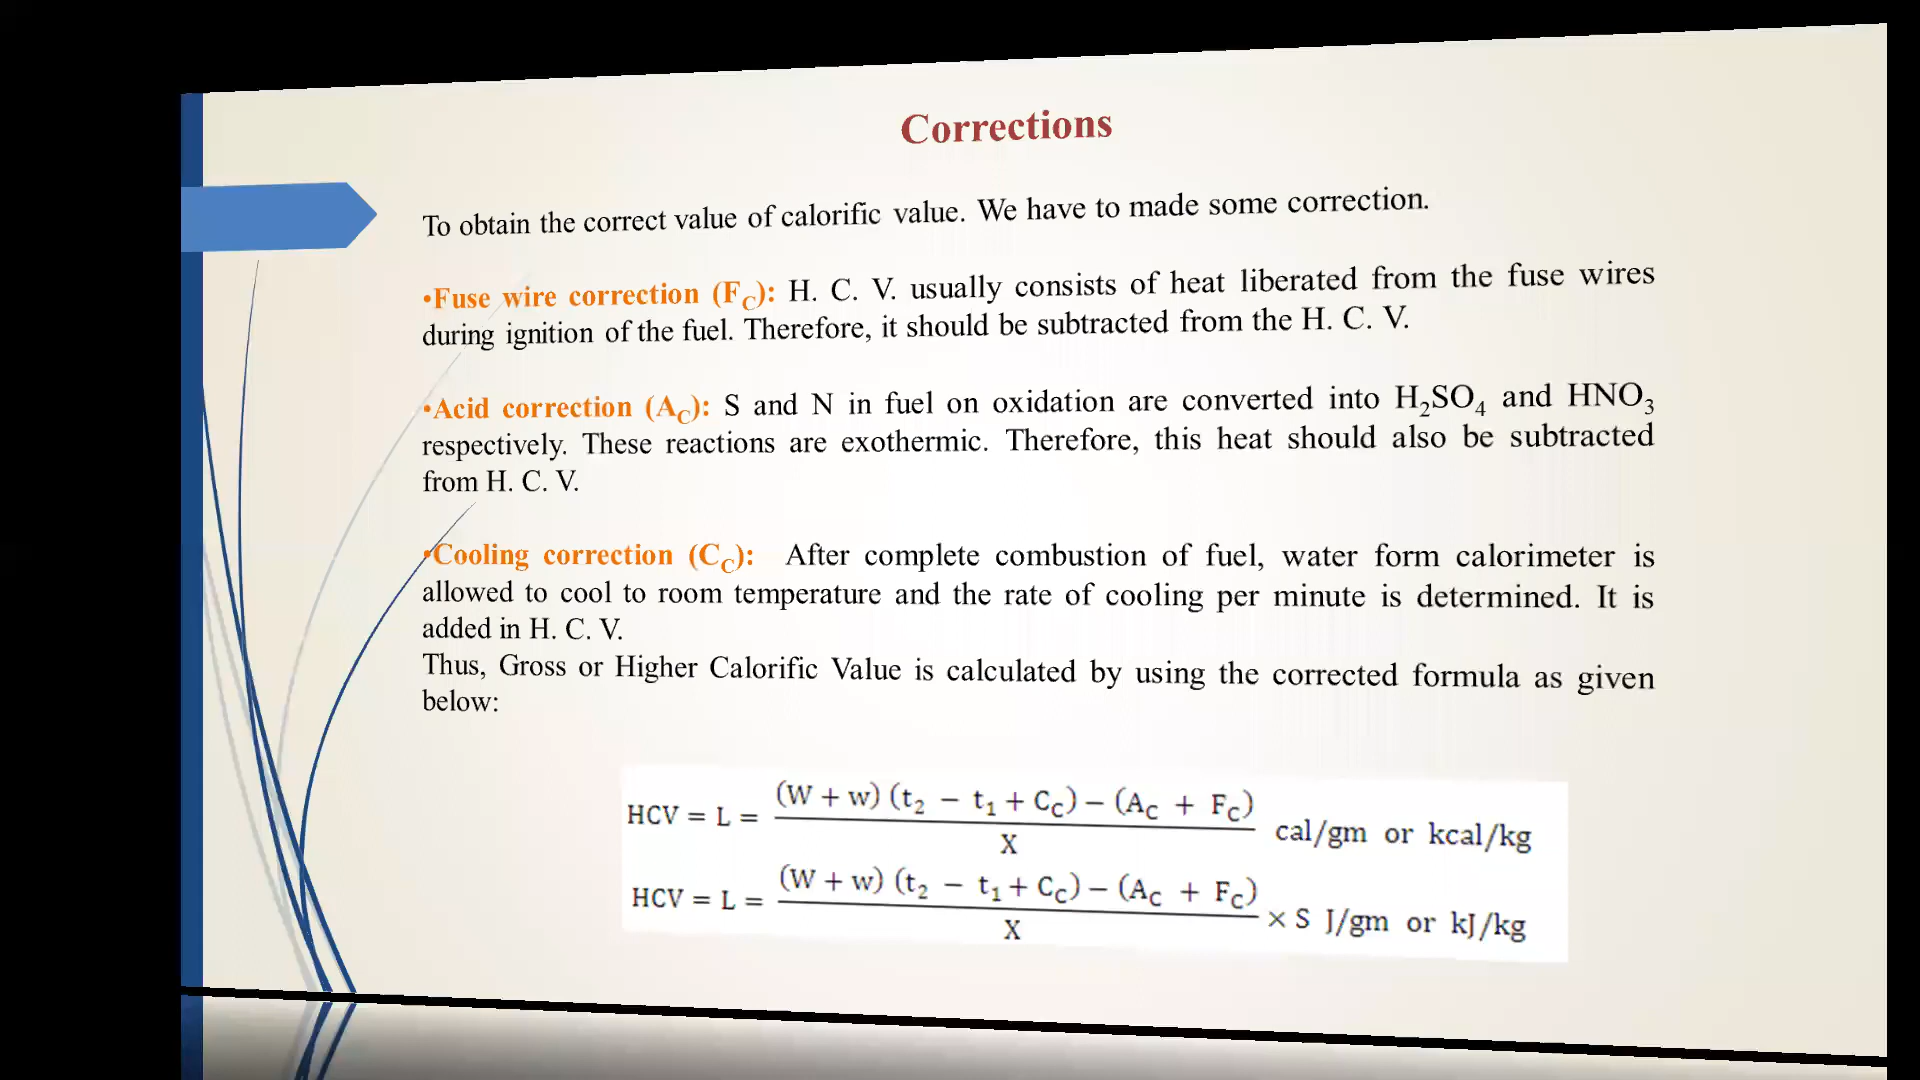 Corrections
To obtain the correct value of calorific value. We have to made some correction.
•Fuse wire correction (F_C): H. C. V. usually consists of heat liberated from the fuse wires
during ignition of the fuel. Therefore, it should be subtracted from the H. C. V.
•Acid correction (A_C): S and N in fuel on oxidation are converted into H₂SO₄ and HNO₃
respectively. These reactions are exothermic. Therefore, this heat should also be subtracted
from H. C. V.
•Cooling correction (C_C): After complete combustion of fuel, water form calorimeter is
allowed to cool to room temperature and the rate of cooling per minute is determined. It is
added in H. C. V.
Thus, Gross or Higher Calorific Value is calculated by using the corrected formula as given
below:
HCV = L = (W + w) (t₂ − t₁ + C_C) − (A_C + F_C) / X cal/gm or kcal/kg
HCV = L = (W + w) (t₂ − t₁ + C_C) − (A_C + F_C) / X × S J/gm or kJ/kg